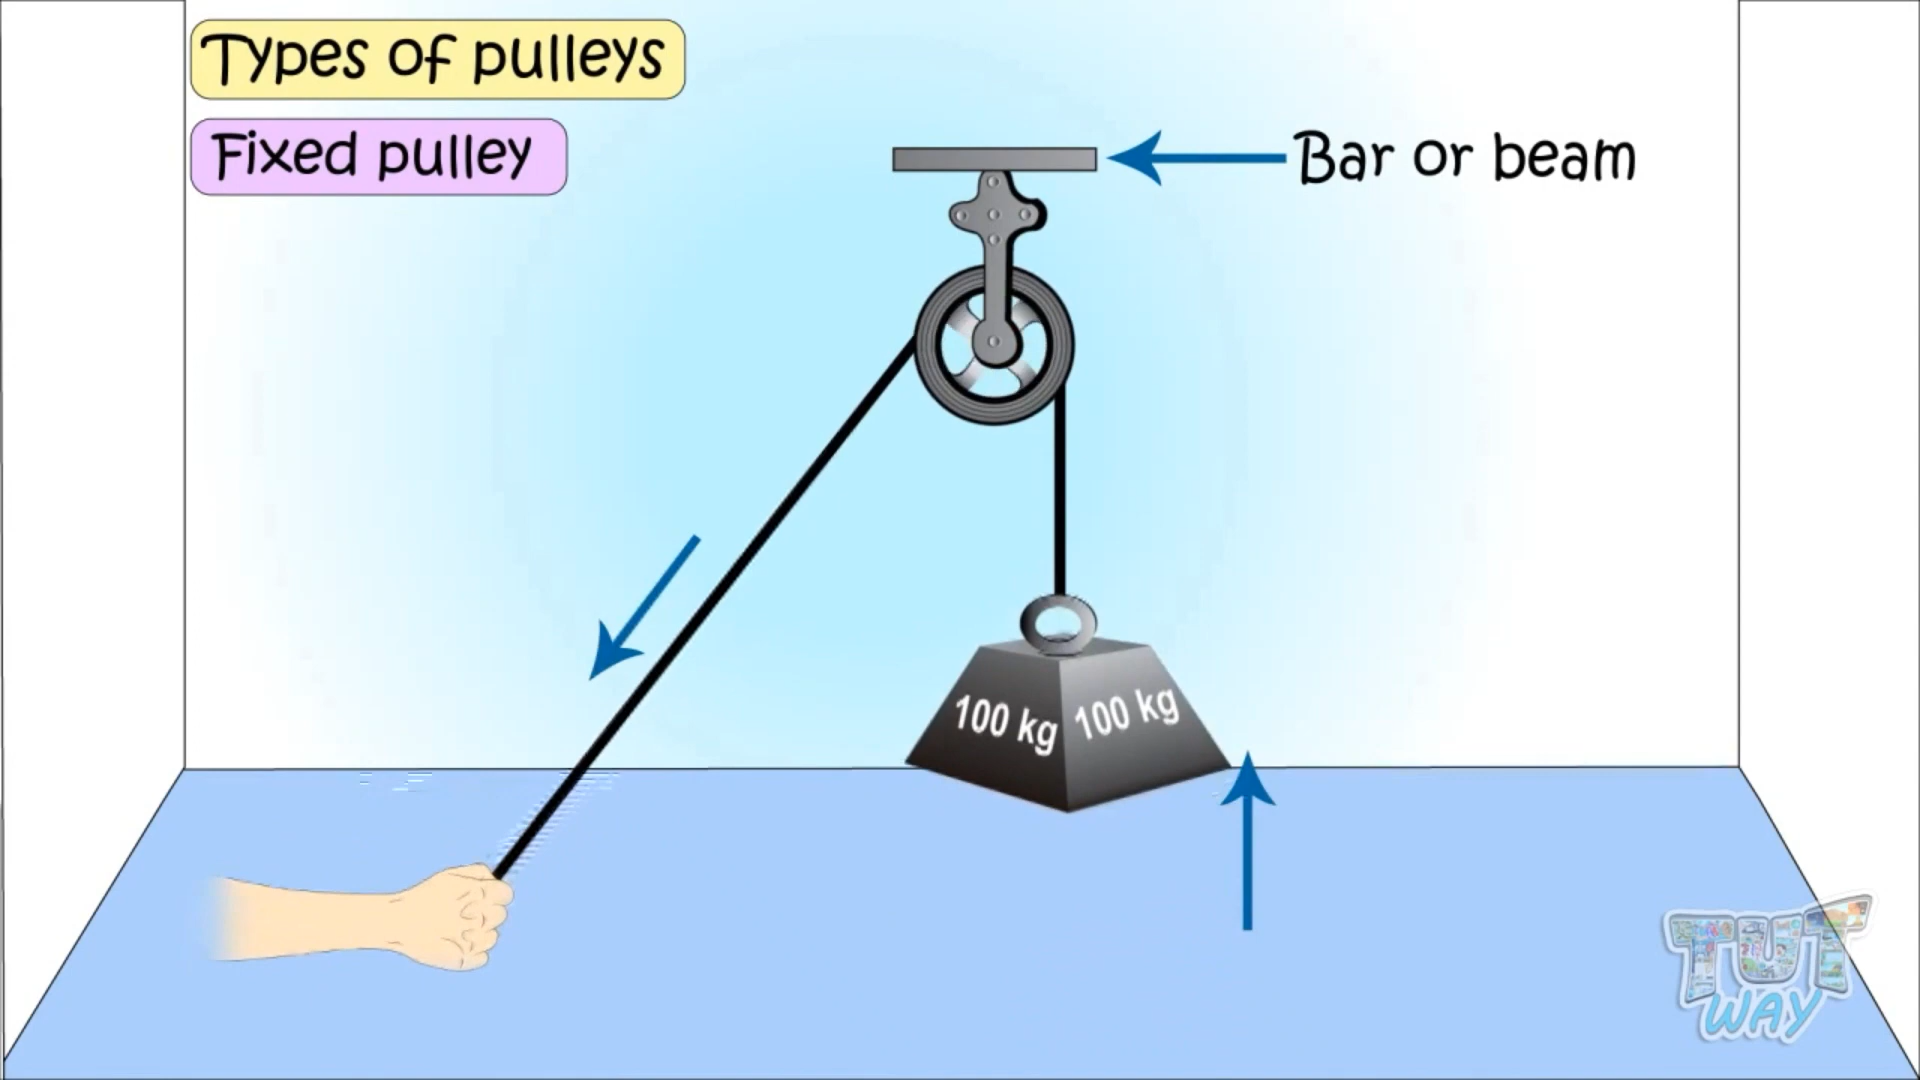 Types of pulleys
Fixed pulley
Bar or beam
100 kg 100 kg
TUT
WAY